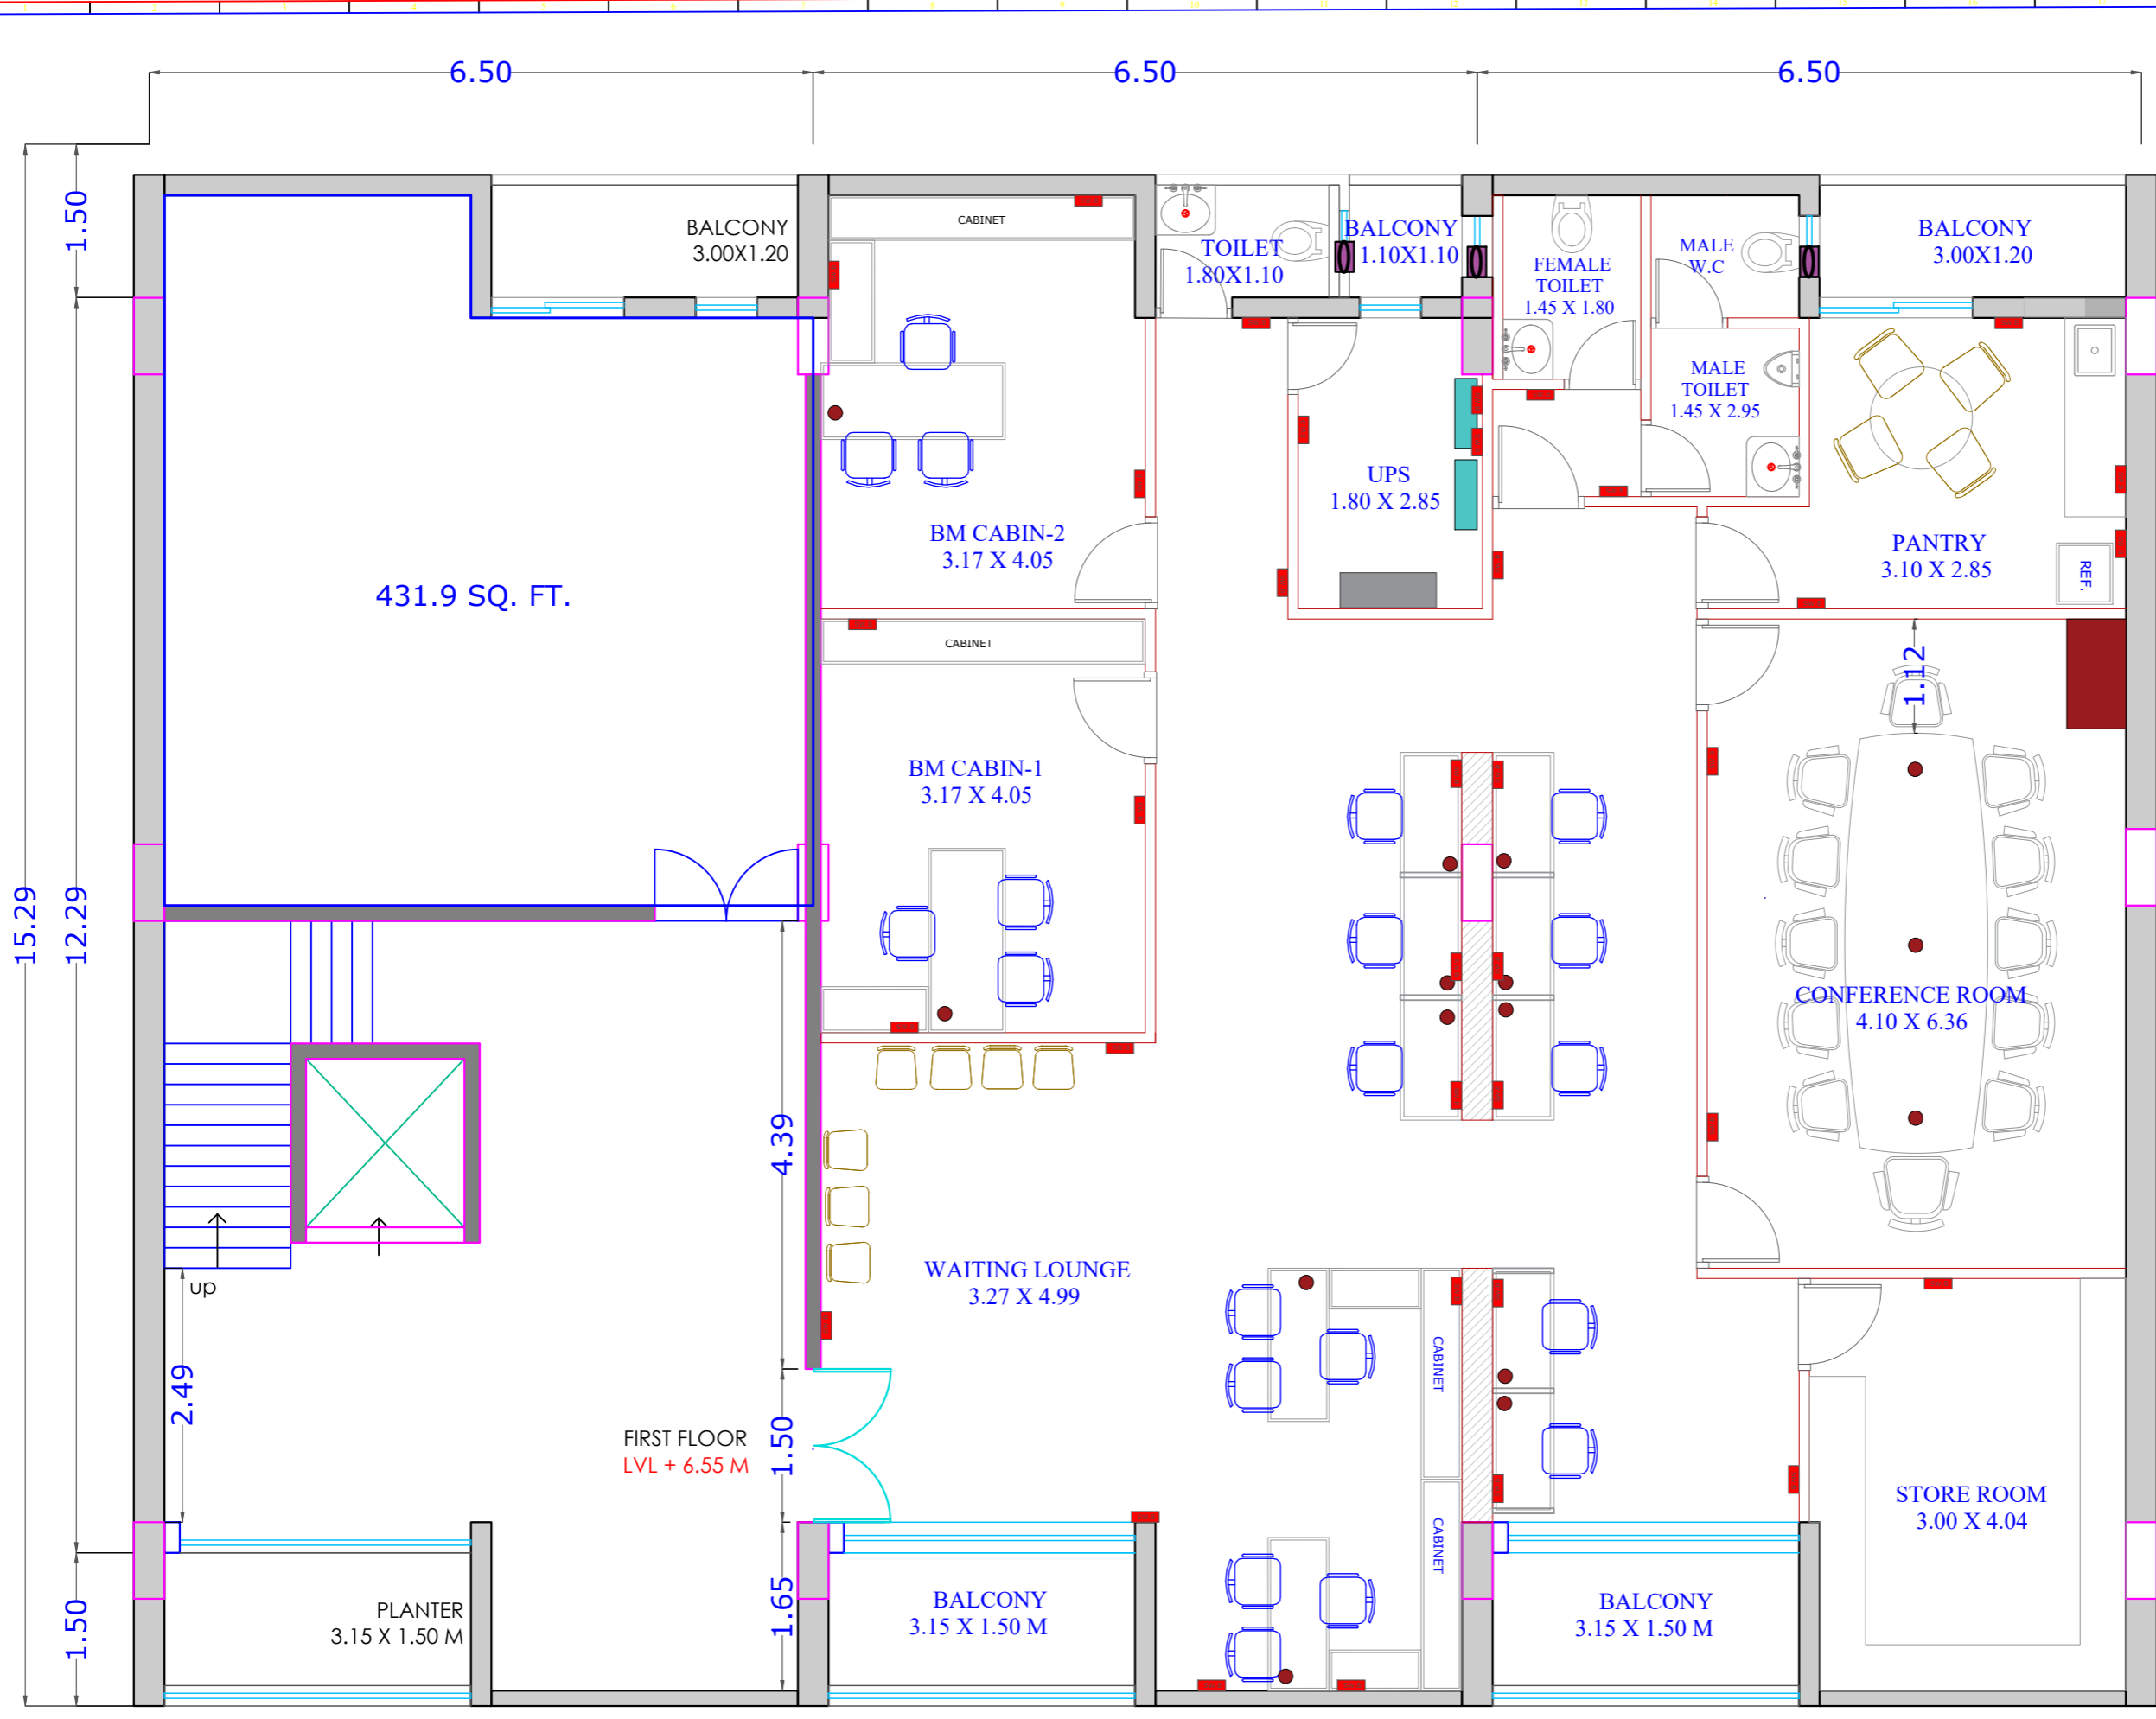 6.50
6.50
6.50
1.50
BALCONY
3.00X1.20
CABINET
TOILET
1.80X1.10
BALCONY
1.10X1.10
FEMALE
TOILET
1.45 X 1.80
MALE
W.C
BALCONY
3.00X1.20
MALE
TOILET
1.45 X 2.95
UPS
1.80 X 2.85
BM CABIN-2
3.17 X 4.05
PANTRY
3.10 X 2.85
REF.
431.9 SQ. FT.
CABINET
1.12
BM CABIN-1
3.17 X 4.05
15.29
12.29
CONFERENCE ROOM
4.10 X 6.36
4.39
WAITING LOUNGE
3.27 X 4.99
up
2.49
CABINET
FIRST FLOOR
LVL + 6.55 M
1.50
STORE ROOM
3.00 X 4.04
CABINET
1.50
PLANTER
3.15 X 1.50 M
1.65
BALCONY
3.15 X 1.50 M
BALCONY
3.15 X 1.50 M